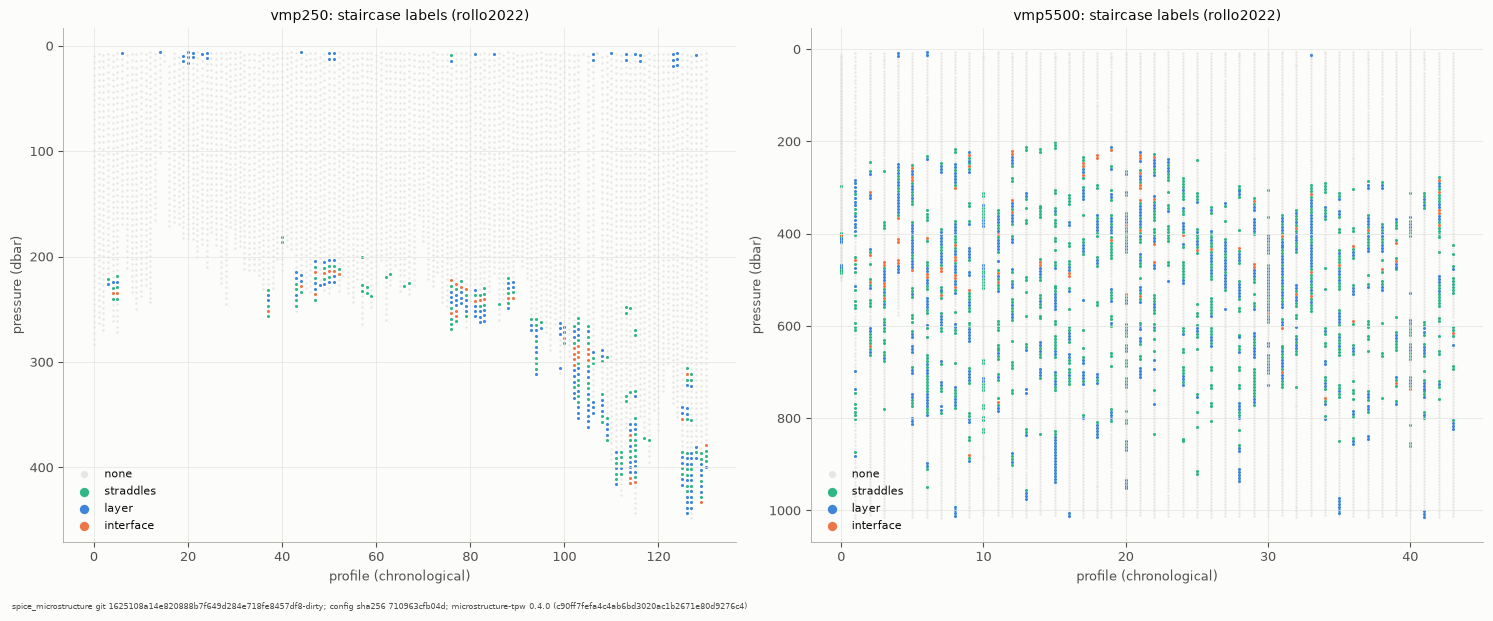 vmp250: staircase labels (rollo2022)
0
100
200
300
400
pressure (dbar)
none
straddles
layer
interface
0 20 40 60 80 100 120
profile (chronological)
vmp5500: staircase labels (rollo2022)
0
200
400
600
800
1000
pressure (dbar)
none
straddles
layer
interface
0 10 20 30 40
profile (chronological)
spice_microstructure git 1625108a14e820888b7f649d284e718fe8457df8-dirty; config sha256 710963cfb04d; microstructure-tpw 0.4.0 (c90ff7fefa4c4ab6bd3020ac1b2671e80d9276c4)